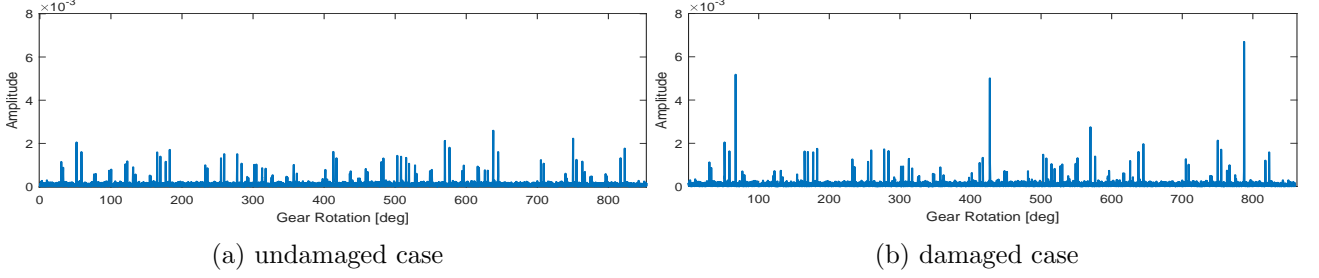 ×10⁻³
8
6
4
2
0
Amplitude
0 100 200 300 400 500 600 700 800
Gear Rotation [deg]
(a) undamaged case
×10⁻³
8
6
4
2
0
Amplitude
100 200 300 400 500 600 700 800
Gear Rotation [deg]
(b) damaged case